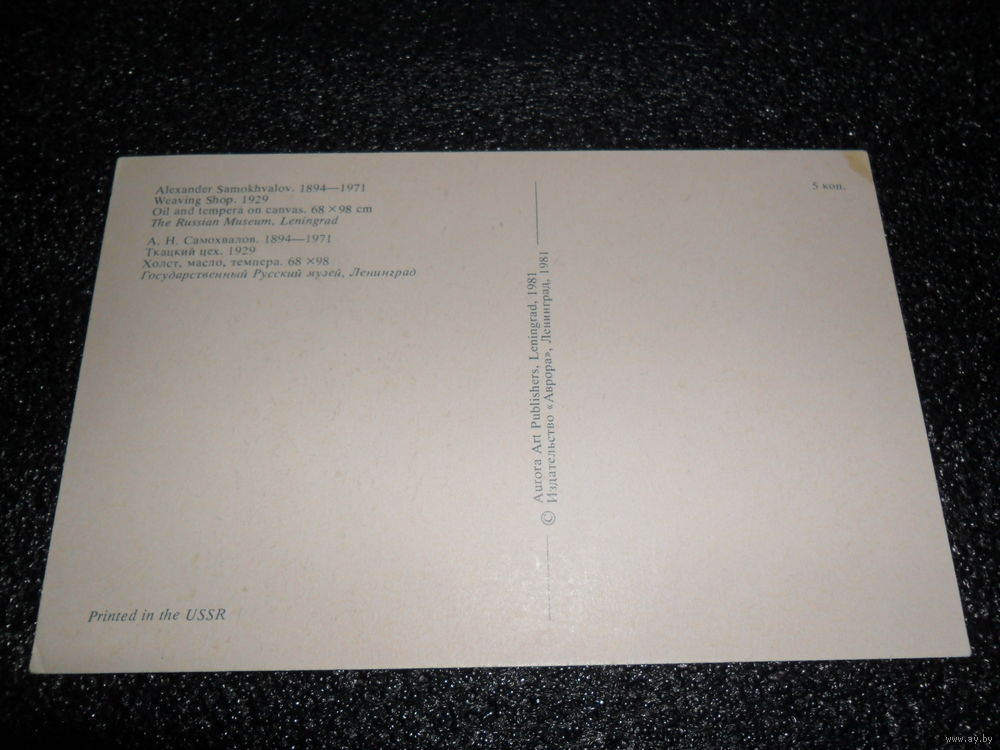 Alexander Samokhvalov. 1894—1971
Weaving Shop. 1929
Oil and tempera on canvas. 68 × 98 cm
The Russian Museum, Leningrad
А. Н. Самохвалов. 1894—1971
Ткацкий цех. 1929
Холст, масло, темпера. 68 × 98
Государственный Русский музей, Ленинград
5 коп.
© Aurora Art Publishers, Leningrad, 1981
Издательство «Аврора», Ленинград, 1981
Printed in the USSR
www.ay.by